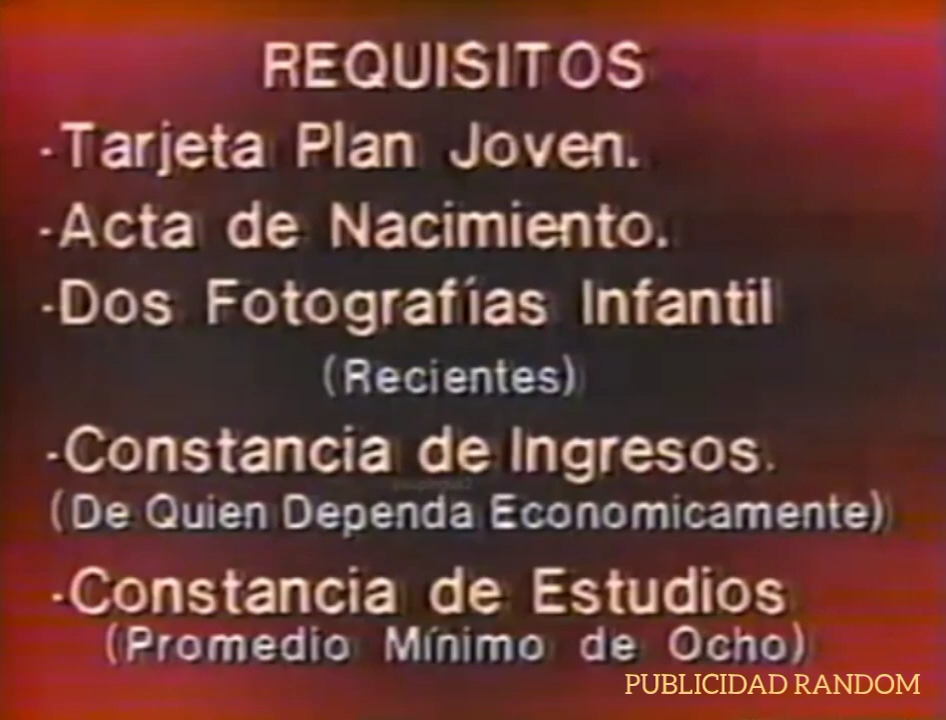 REQUISITOS
-Tarjeta Plan Joven.
-Acta de Nacimiento.
-Dos Fotografías Infantil
(Recientes)
-Constancia de Ingresos.
(De Quien Dependa Economicamente)
-Constancia de Estudios
(Promedio Mínimo de Ocho)
PUBLICIDAD RANDOM